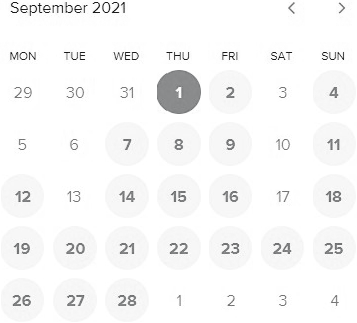 September 2021
MON TUE WED THU FRI SAT SUN
29 30 31 1 2 3 4
5 6 7 8 9 10 11
12 13 14 15 16 17 18
19 20 21 22 23 24 25
26 27 28 1 2 3 4